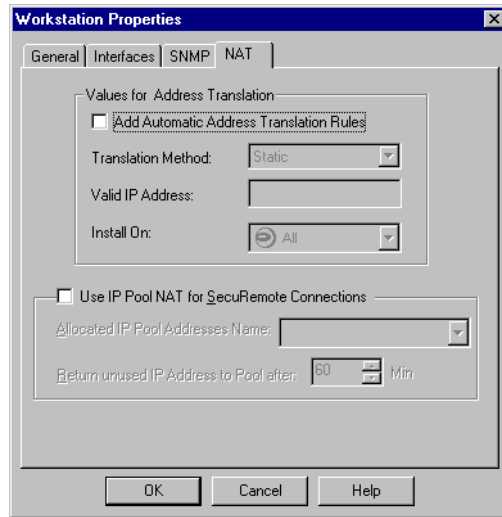 Workstation Properties
General Interfaces SNMP NAT
Values for Address Translation
Add Automatic Address Translation Rules
Translation Method: Static
Valid IP Address:
Install On: All
Use IP Pool NAT for SecuRemote Connections
Allocated IP Pool Addresses Name:
Return unused IP Address to Pool after: 60 Min
OK Cancel Help